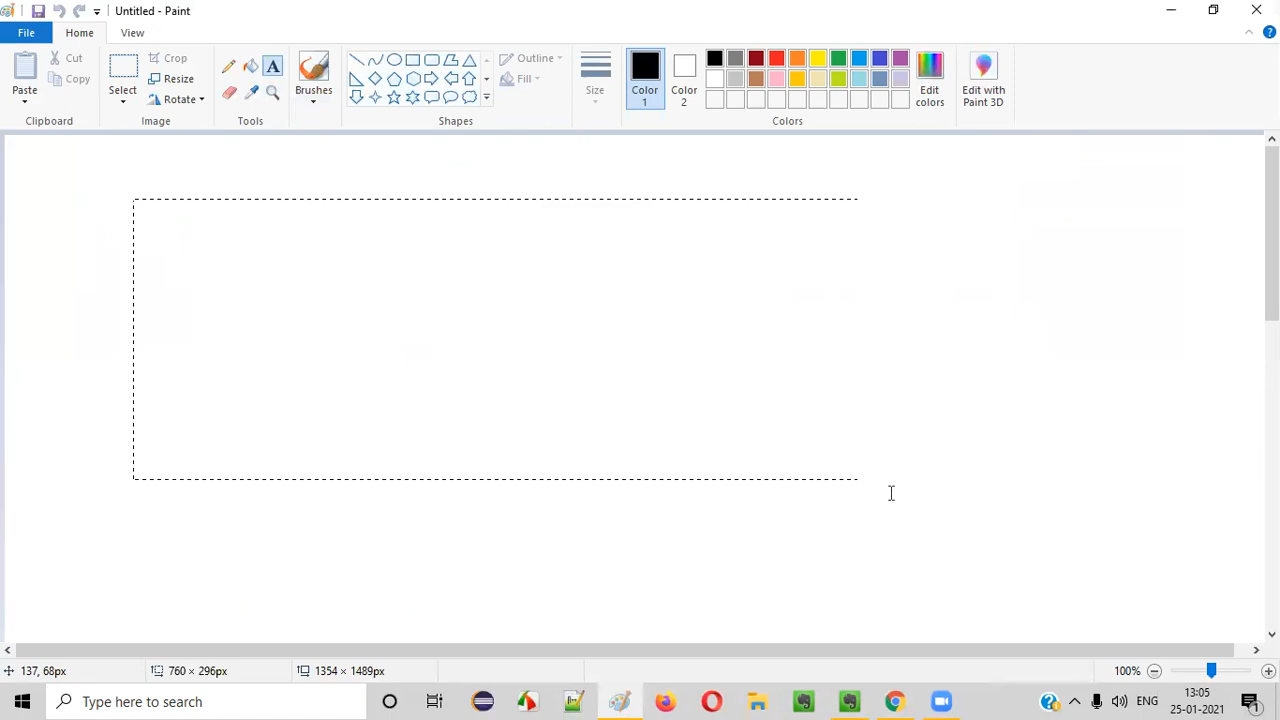 Untitled - Paint
File
Home
View
Paste
Cut
Copy
Clipboard
Select
Crop
Resize
Rotate
Image
A
Tools
Brushes
Outline
Fill
Shapes
Size
Color
1
Color
2
Edit
colors
Colors
Edit with
Paint 3D
137, 68px
760 × 296px
1354 × 1489px
100%
Type here to search
ENG
13:05
25-01-2021